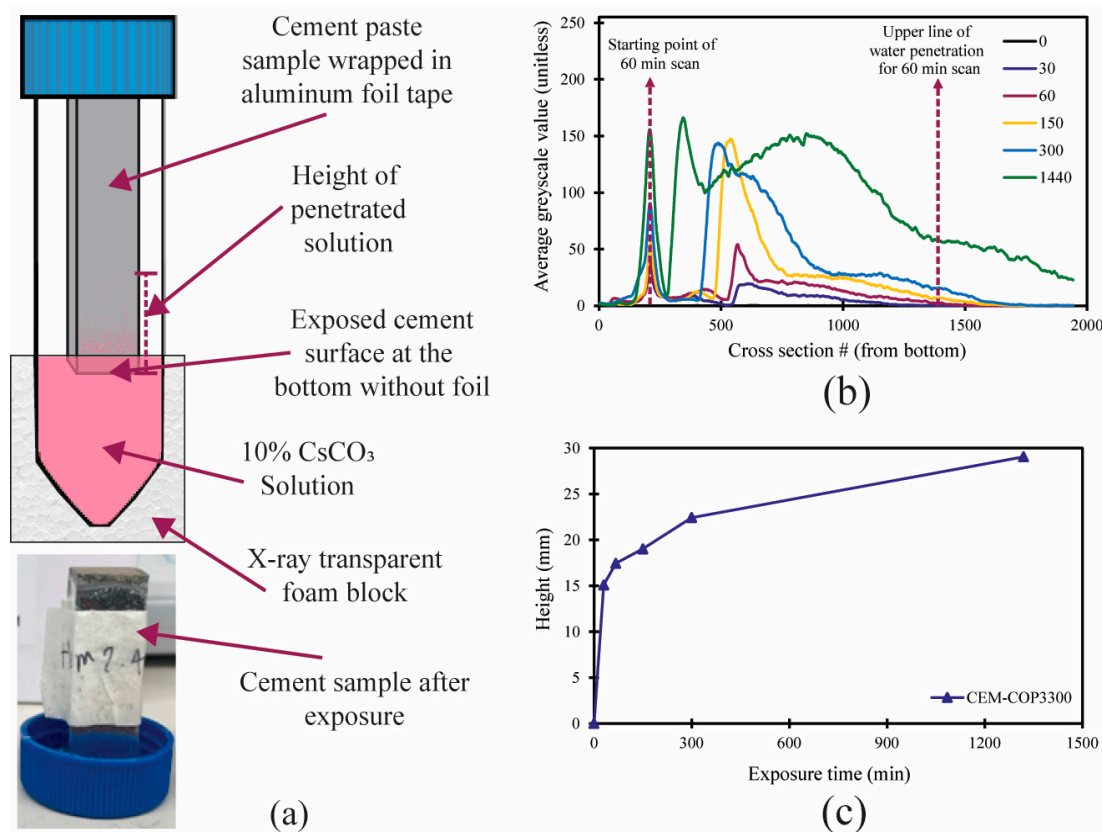 Cement paste
sample wrapped in
aluminum foil tape
Height of
penetrated
solution
Exposed cement
surface at the
bottom without foil
10% CsCO₃
Solution
X-ray transparent
foam block
Cement sample after
exposure
(a)
Average greyscale value (unitless)
250
200
150
100
50
0
Starting point of
60 min scan
Upper line of
water penetration
for 60 min scan
0
30
60
150
300
1440
0 500 1000 1500 2000
Cross section # (from bottom)
(b)
Height (mm)
30
25
20
15
10
5
0
CEM-COP3300
0 300 600 900 1200 1500
Exposure time (min)
(c)